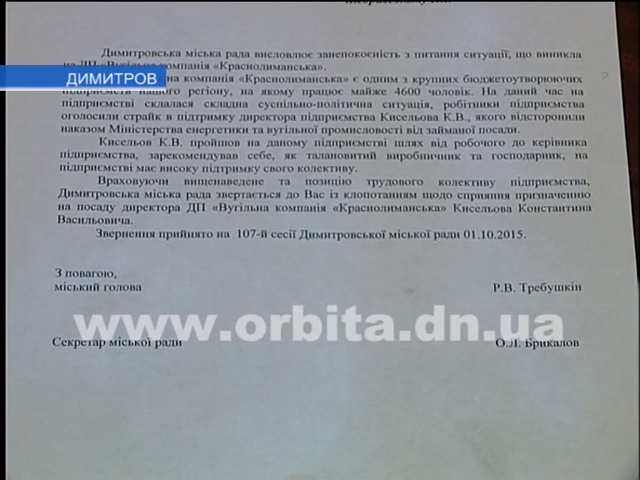 Димитровська міська рада висловлює занепокоєність з питання ситуації, що виникла
на ДП «Вугільна компанія «Краснолиманська».
ДИМИТРОВ
на компанія «Краснолиманська» є одним з крупних бюджетоутворюючих
підприємств нашого регіону, на якому працює майже 4600 чоловік. На даний час на
підприємстві склалася складна суспільно-політична ситуація, робітники підприємства
оголосили страйк в підтримку директора підприємства Кисельова К.В., якого відсторонили
наказом Міністерства енергетики та вугільної промисловості від займаної посади.
Кисельов К.В. пройшов на даному підприємстві шлях від робочого до керівника
підприємства, зарекомендував себе, як талановитий виробничник та господарник, на
підприємстві має високу підтримку свого колективу.
Враховуючи вищенаведене та позицію трудового колективу підприємства,
Димитровська міська рада звертається до Вас із клопотанням щодо сприяння призначенню
на посаду директора ДП «Вугільна компанія «Краснолиманська» Кисельова Константина
Васильовича.
Звернення прийнято на 107-й сесії Димитровської міської ради 01.10.2015.
З повагою,
міський голова Р.В. Требушкін
www.orbita.dn.ua
Секретар міської ради О.Л. Брикалов